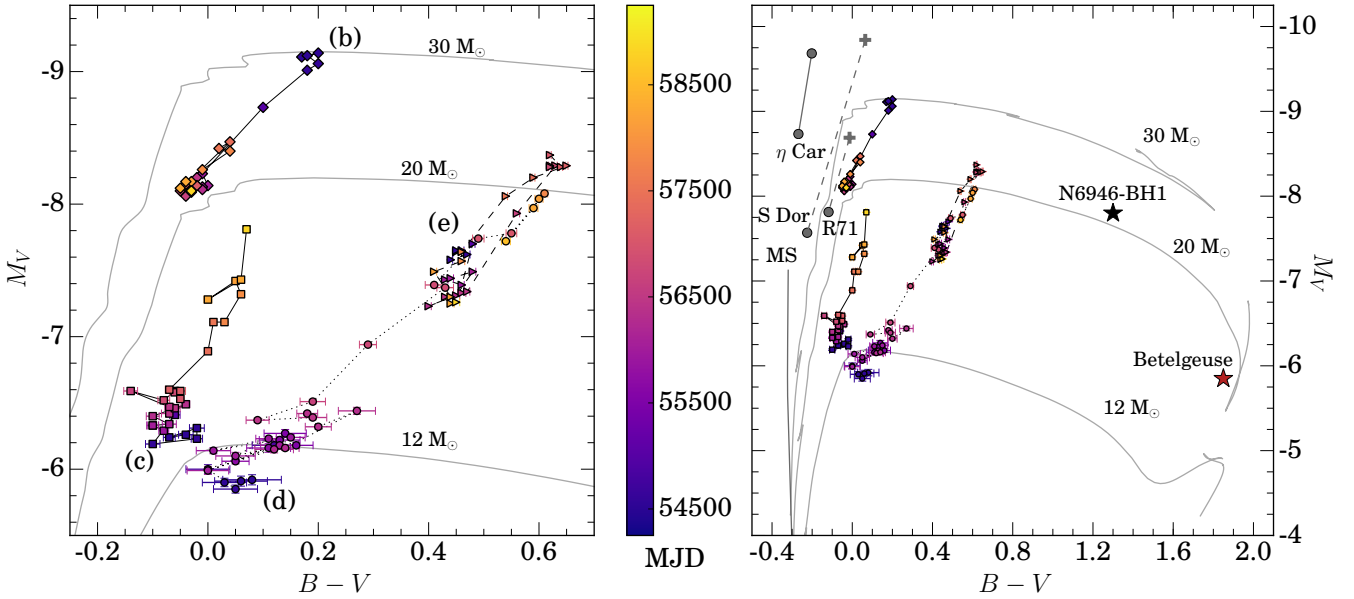 (b)
30 M☉
-9
20 M☉
-8
(e)
M_V
-7
12 M☉
(c)
-6
(d)
-0.2 0.0 0.2 0.4 0.6
B − V
58500
57500
56500
55500
54500
MJD
-10
-9
30 M☉
η Car
N6946-BH1
-8
S Dor
R71
20 M☉
MS
-7
M_V
Betelgeuse
-6
12 M☉
-5
-4
-0.4 0.0 0.4 0.8 1.2 1.6 2.0
B − V